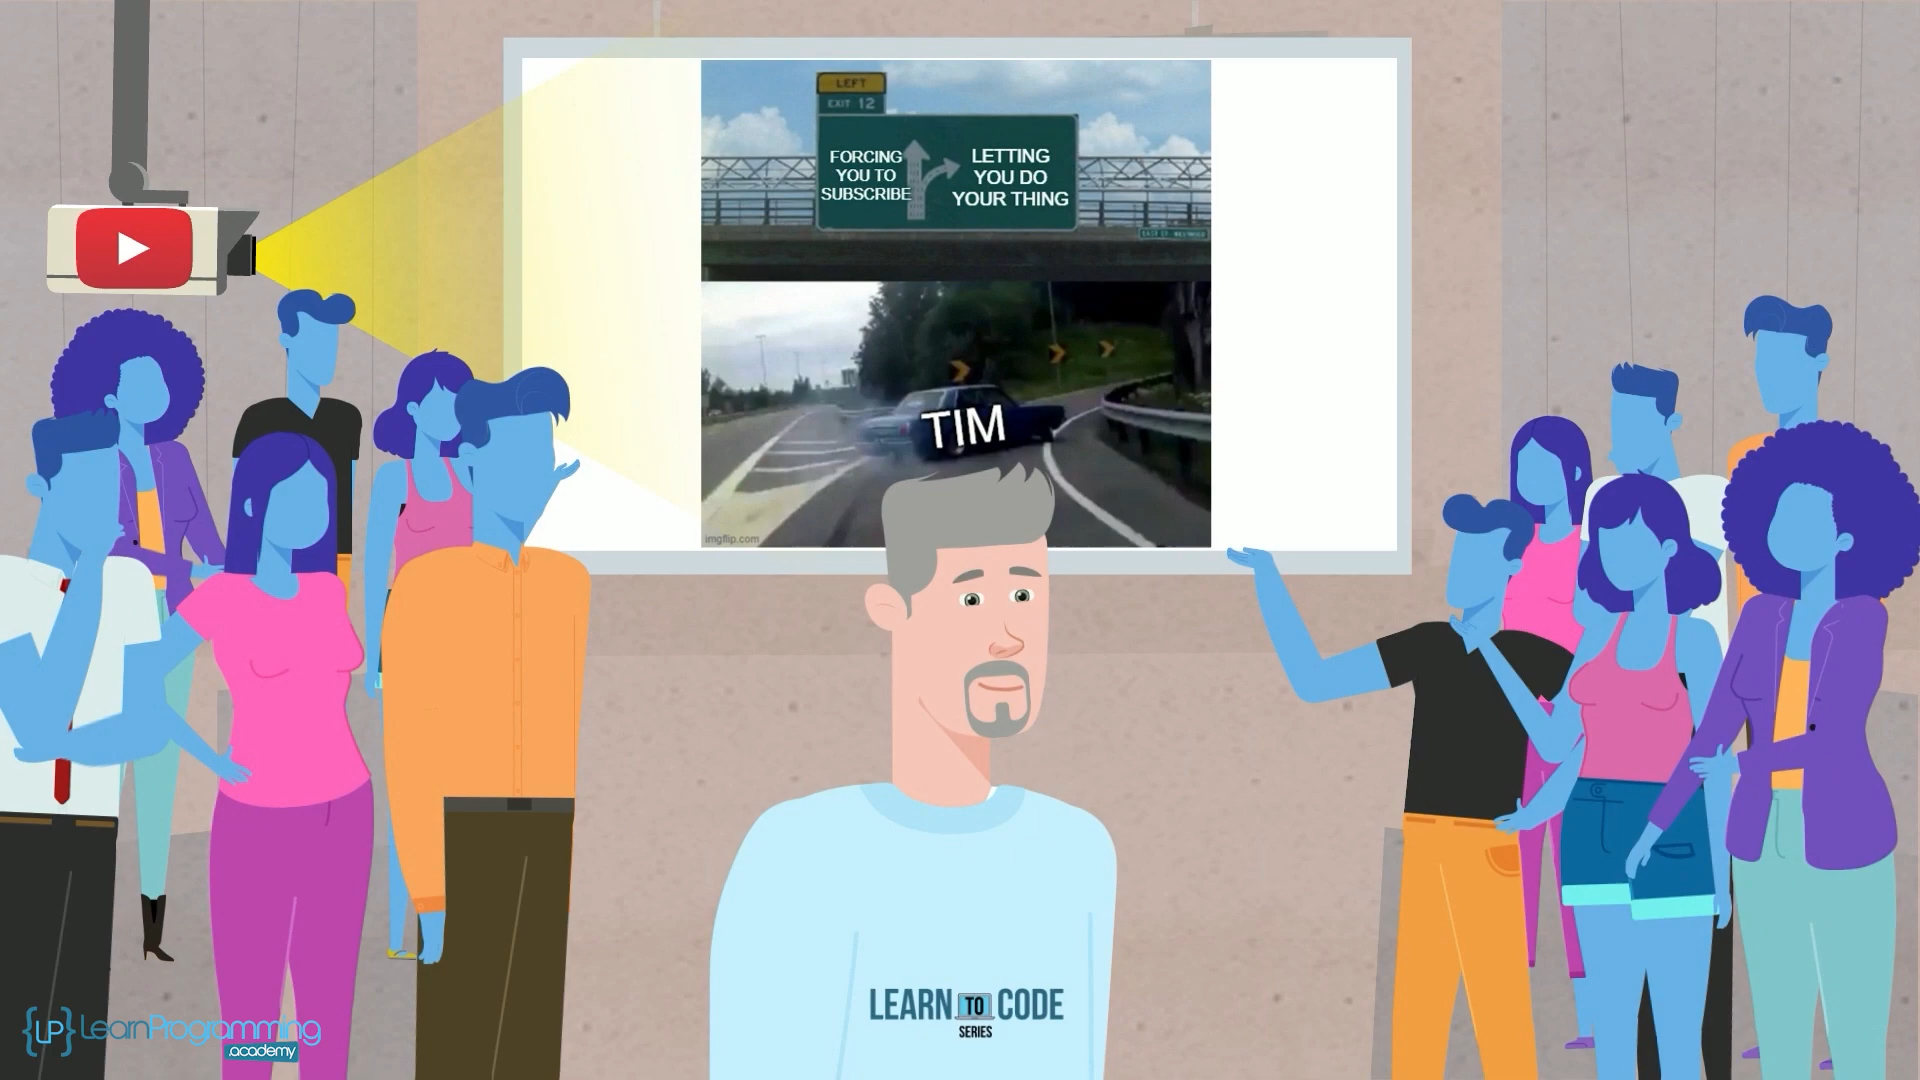 LEFT
EXIT 12
FORCING
YOU TO
SUBSCRIBE
LETTING
YOU DO
YOUR THING
TIM
imgflip.com
LEARN TO CODE
SERIES
{LP} LearnProgramming
.academy